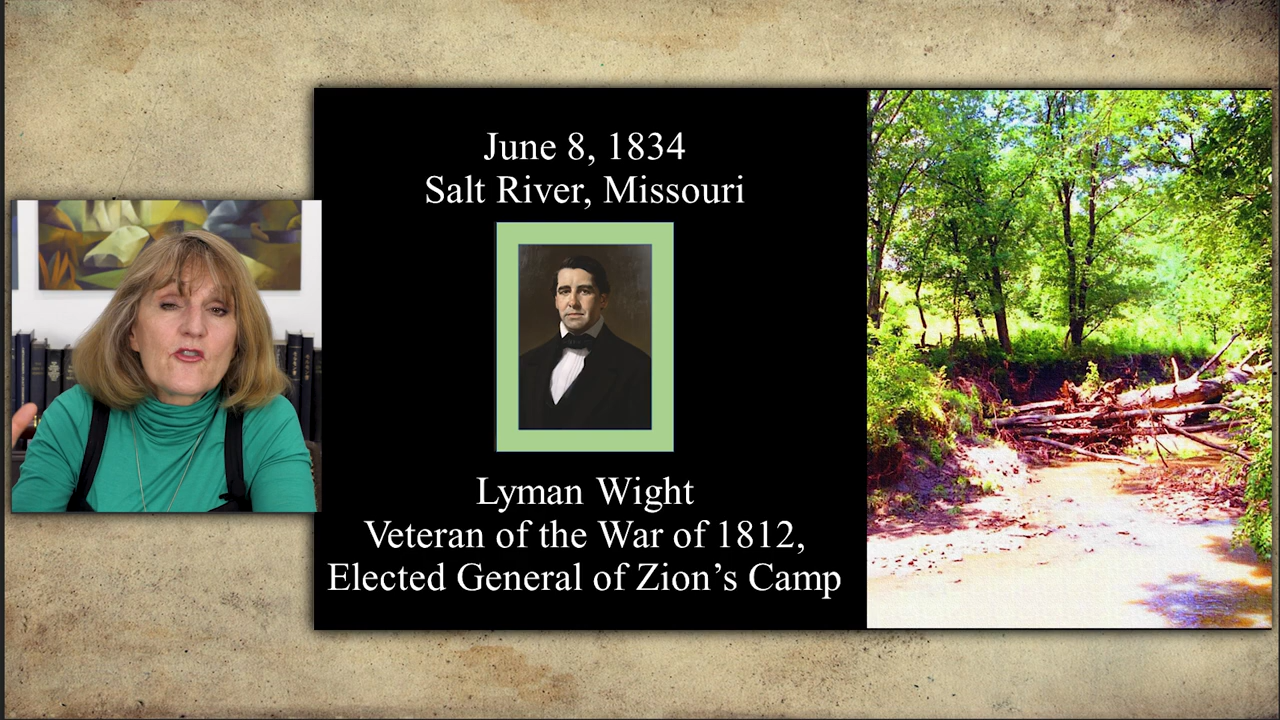 June 8, 1834
Salt River, Missouri
Lyman Wight
Veteran of the War of 1812,
Elected General of Zion’s Camp